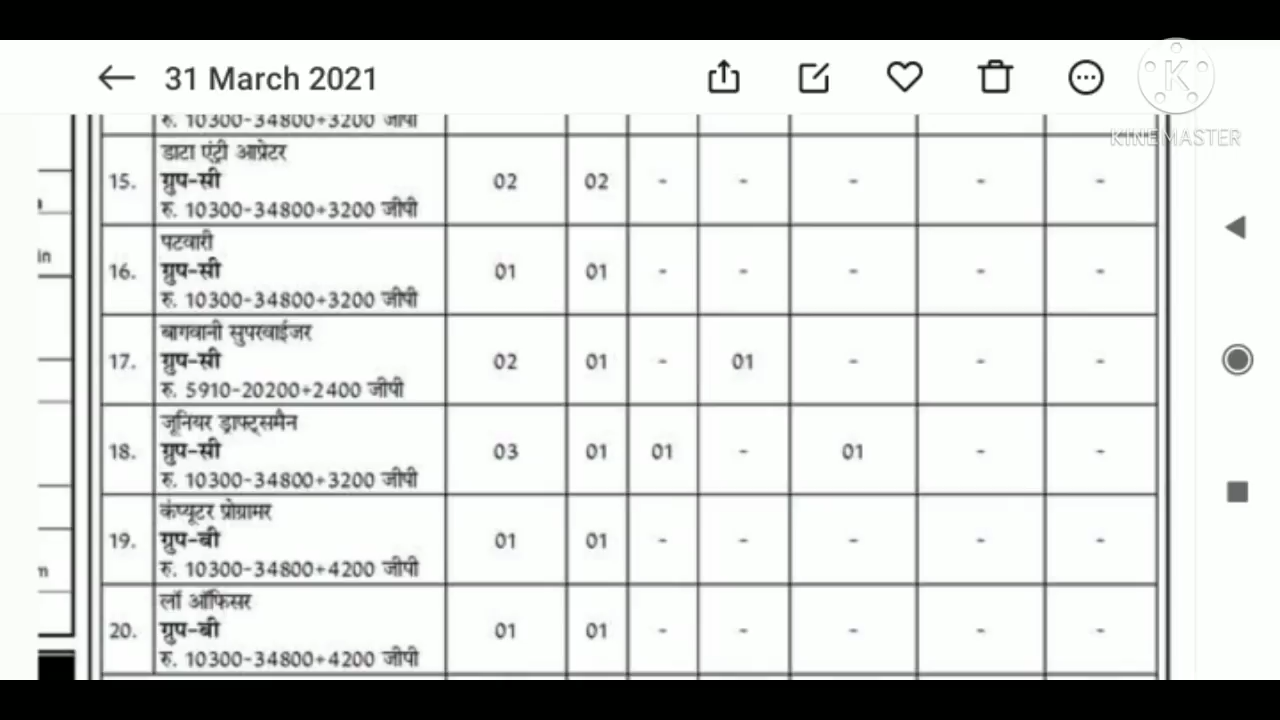 31 March 2021
KINEMASTER
रु. 10300-34800+3200 जीपी
15. डाटा एंट्री आप्रेटर
ग्रुप-सी
रु. 10300-34800+3200 जीपी
02 02 - - - - -
16. पटवारी
ग्रुप-सी
रु. 10300-34800+3200 जीपी
01 01 - - - - -
17. बागवानी सुपरवाईजर
ग्रुप-सी
रु. 5910-20200+2400 जीपी
02 01 - 01 - - -
18. जूनियर ड्राफ्ट्समैन
ग्रुप-सी
रु. 10300-34800+3200 जीपी
03 01 01 - 01 - -
19. कंप्यूटर प्रोग्रामर
ग्रुप-बी
रु. 10300-34800+4200 जीपी
01 01 - - - - -
20. लॉ ऑफिसर
ग्रुप-बी
रु. 10300-34800+4200 जीपी
01 01 - - - - -